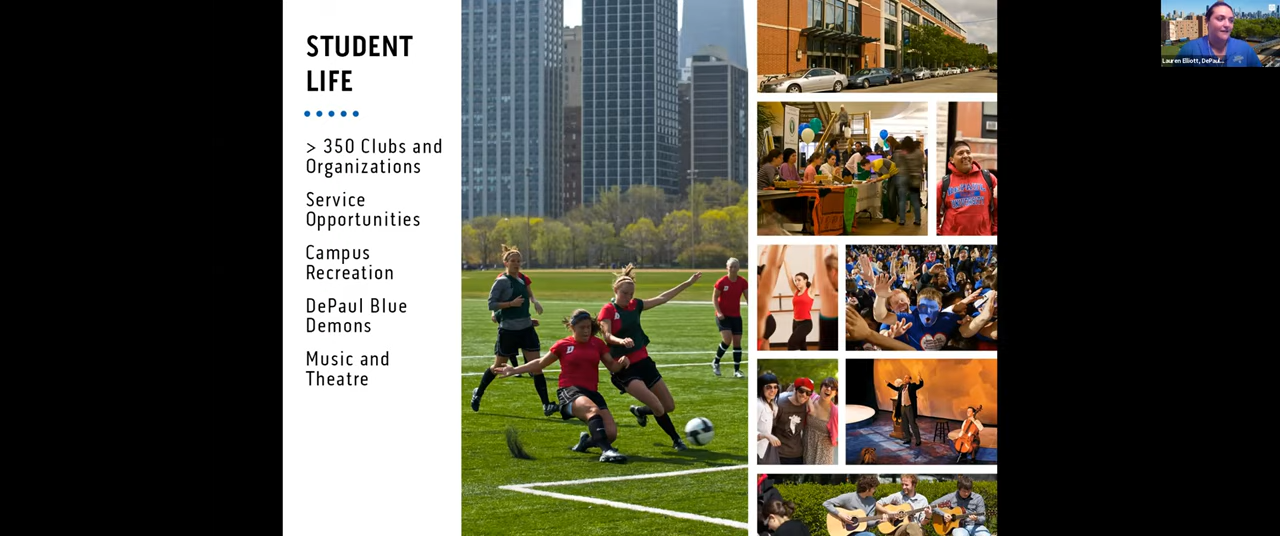 STUDENT
LIFE
> 350 Clubs and
Organizations
Service
Opportunities
Campus
Recreation
DePaul Blue
Demons
Music and
Theatre
Lauren Elliott, DePaul...